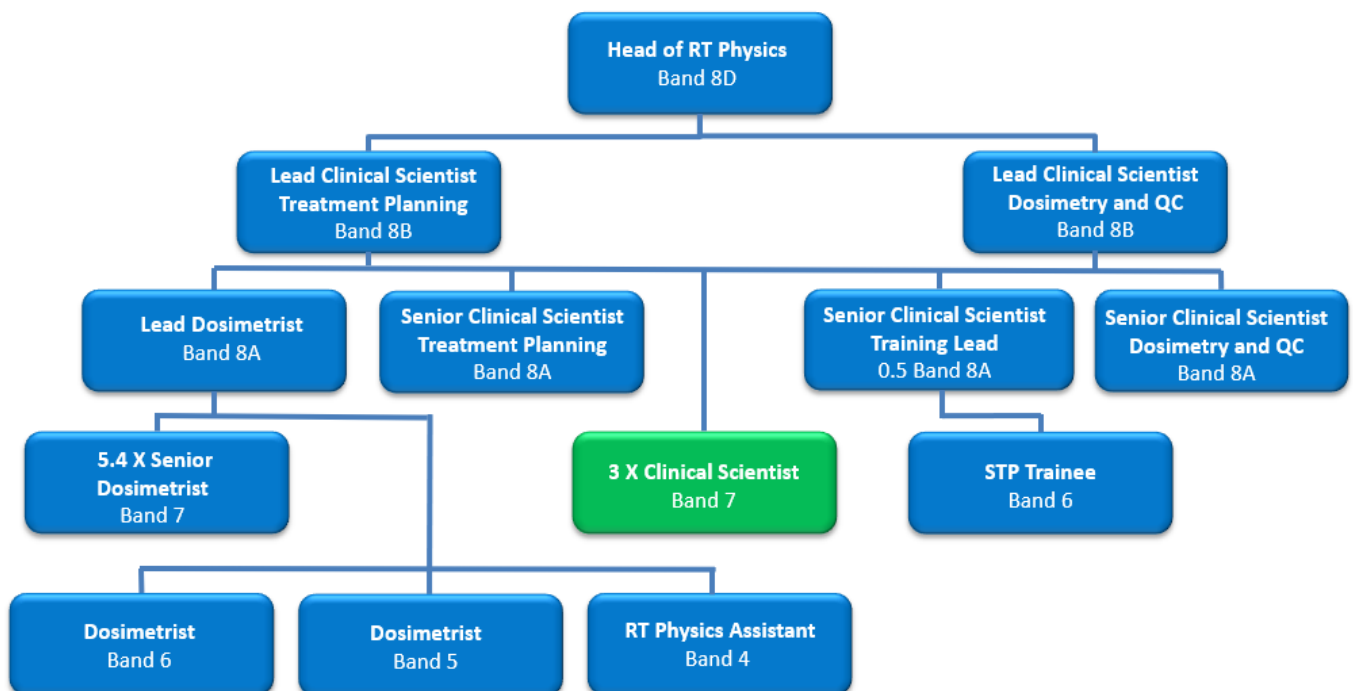 Head of RT Physics
Band 8D
Lead Clinical Scientist
Treatment Planning
Band 8B
Lead Clinical Scientist
Dosimetry and QC
Band 8B
Lead Dosimetrist
Band 8A
Senior Clinical Scientist
Treatment Planning
Band 8A
Senior Clinical Scientist
Training Lead
0.5 Band 8A
Senior Clinical Scientist
Dosimetry and QC
Band 8A
5.4 X Senior
Dosimetrist
Band 7
3 X Clinical Scientist
Band 7
STP Trainee
Band 6
Dosimetrist
Band 6
Dosimetrist
Band 5
RT Physics Assistant
Band 4